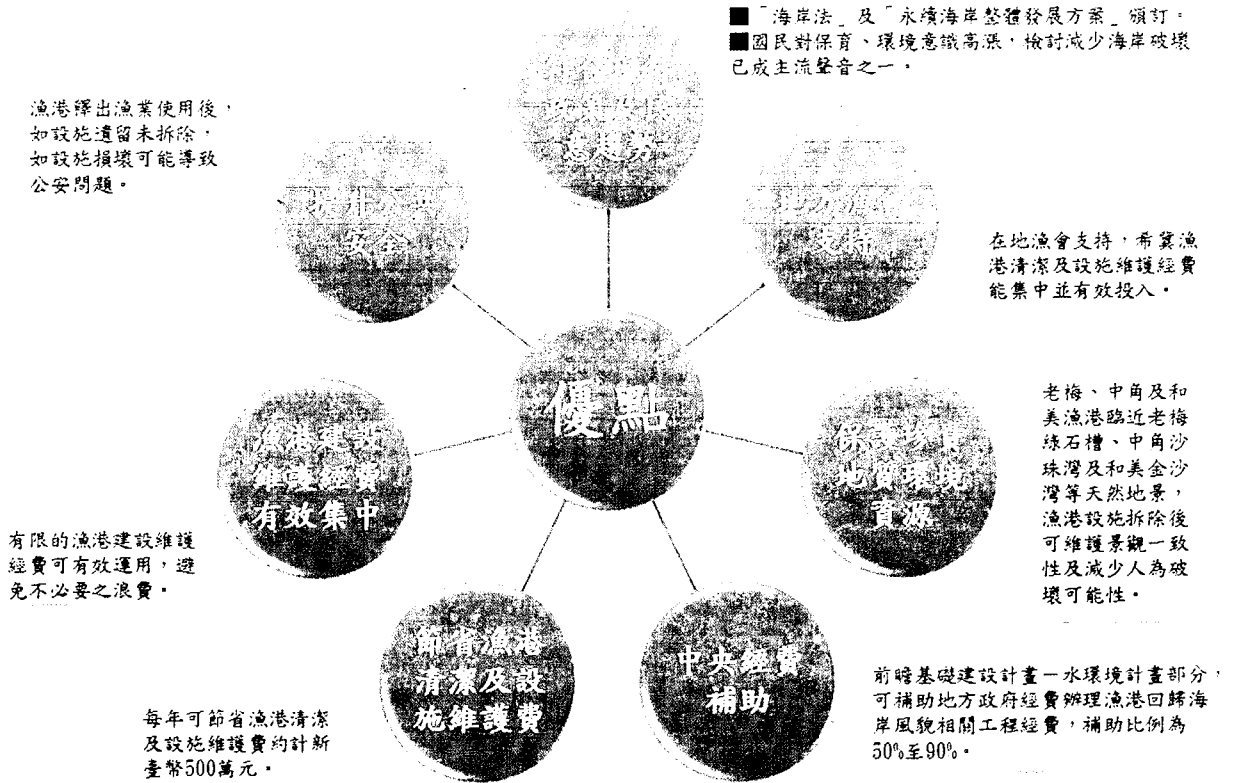 ■「海岸法」及「永續海岸整體發展方案」頒訂。
■國民對保育、環境意識高漲，檢討減少海岸破壞
已成主流聲音之一。
漁港釋出漁業使用後，
如設施遺留未拆除，
如設施損壞可能導致
公安問題。
安全
支持
在地漁會支持，希冀漁
港清潔及設施維護經費
能集中並有效投入。
優點
漁港建設
維護經費
有效集中
有限的漁港建設維護
經費可有效運用，避
免不必要之浪費。
保護珍貴
地質環境
資源
老梅、中角及和
美漁港臨近老梅
綠石槽、中角沙
珠灣及和美金沙
灣等天然地景，
漁港設施拆除後
可維護景觀一致
性及減少人為破
壞可能性。
節省漁港
清潔及設
施維護費
每年可節省漁港清潔
及設施維護費約計新
臺幣500萬元。
中央經費
補助
前瞻基礎建設計畫－水環境計畫部分，
可補助地方政府經費辦理漁港回歸海
岸風貌相關工程經費，補助比例為
50%至90%。